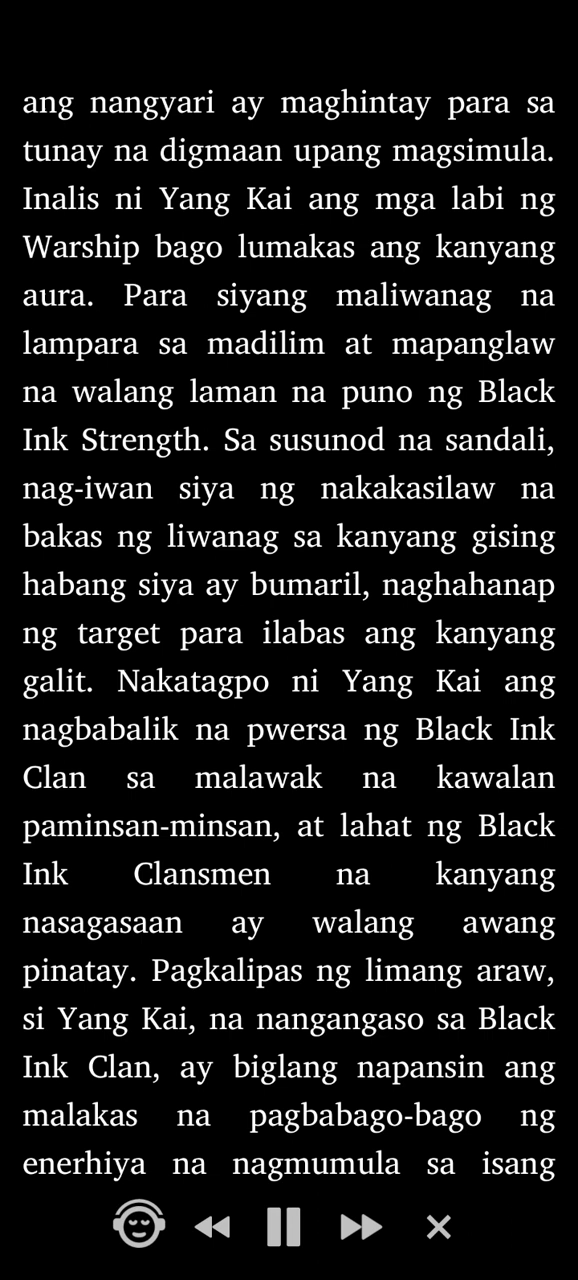 ang nangyari ay maghintay para sa
tunay na digmaan upang magsimula.
Inalis ni Yang Kai ang mga labi ng
Warship bago lumakas ang kanyang
aura. Para siyang maliwanag na
lampara sa madilim at mapanglaw
na walang laman na puno ng Black
Ink Strength. Sa susunod na sandali,
nag-iwan siya ng nakakasilaw na
bakas ng liwanag sa kanyang gising
habang siya ay bumaril, naghahanap
ng target para ilabas ang kanyang
galit. Nakatagpo ni Yang Kai ang
nagbabalik na pwersa ng Black Ink
Clan sa malawak na kawalan
paminsan-minsan, at lahat ng Black
Ink Clansmen na kanyang
nasagasaan ay walang awang
pinatay. Pagkalipas ng limang araw,
si Yang Kai, na nangangaso sa Black
Ink Clan, ay biglang napansin ang
malakas na pagbabago-bago ng
enerhiya na nagmumula sa isang